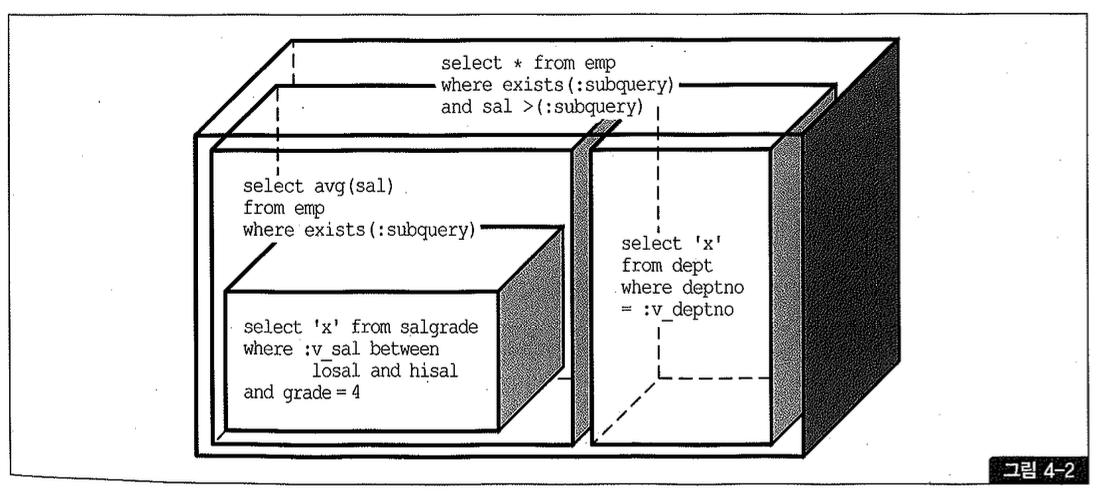 select * from emp
where exists(:subquery)
and sal >(:subquery)
select avg(sal)
from emp
where exists(:subquery)
select 'x' from salgrade
where :v_sal between
losal and hisal
and grade = 4
select 'x'
from dept
where deptno
= :v_deptno
그림 4-2